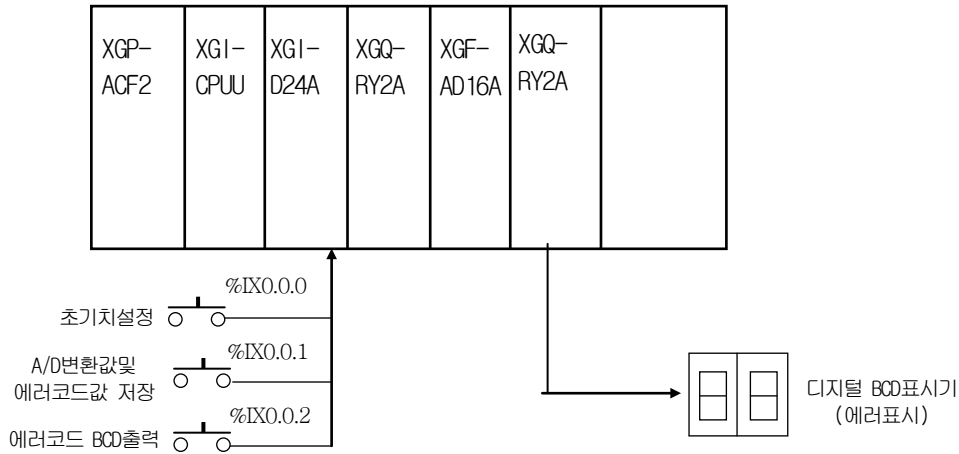 XGP-
ACF2
XGI-
CPUU
XGI-
D24A
XGQ-
RY2A
XGF-
AD16A
XGQ-
RY2A
%IX0.0.0
초기치설정
%IX0.0.1
A/D변환값및
에러코드값 저장
%IX0.0.2
에러코드 BCD출력
디지털 BCD표시기
(에러표시)